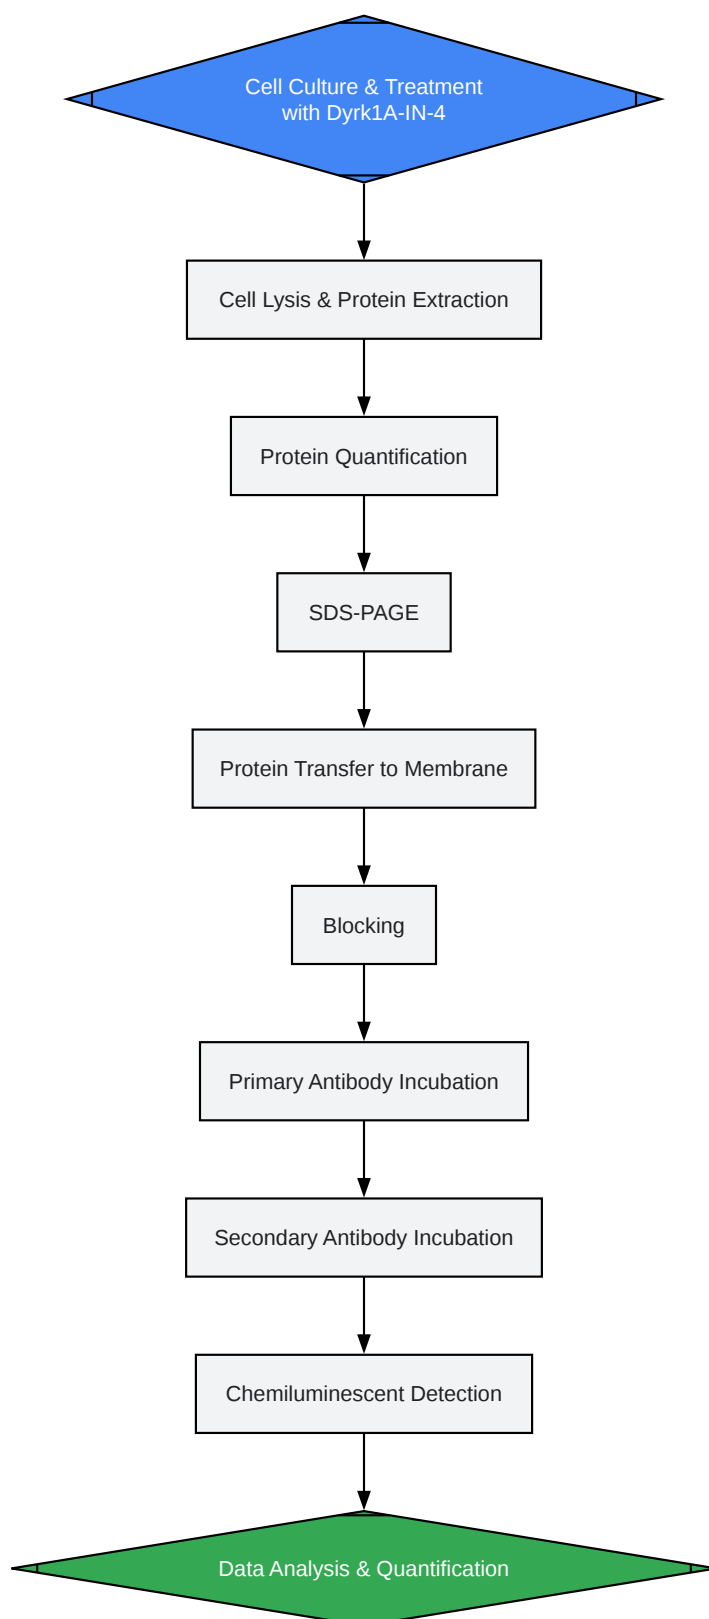 Cell Culture & Treatment
with Dyrk1A-IN-4
Cell Lysis & Protein Extraction
Protein Quantification
SDS-PAGE
Protein Transfer to Membrane
Blocking
Primary Antibody Incubation
Secondary Antibody Incubation
Chemiluminescent Detection
Data Analysis & Quantification